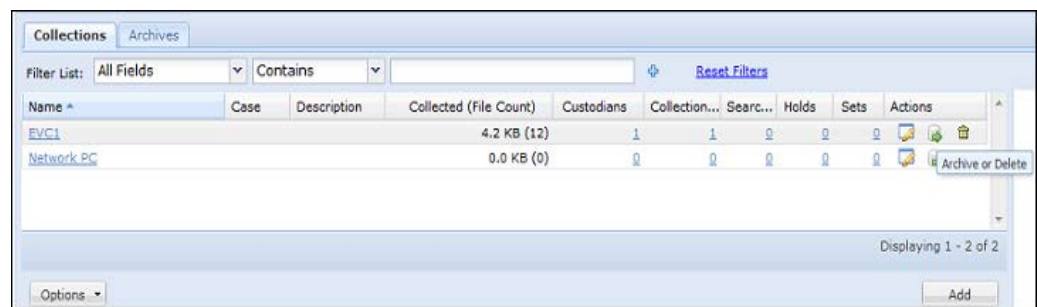 Collections Archives
Filter List: All Fields Contains Reset Filters
Name Case Description Collected (File Count) Custodians Collection... Searc... Holds Sets Actions
EVC1 4.2 KB (12) 1 1 0 0 0
Network PC 0.0 KB (0) 0 0 0 0 0
Archive or Delete
Displaying 1 - 2 of 2
Options Add